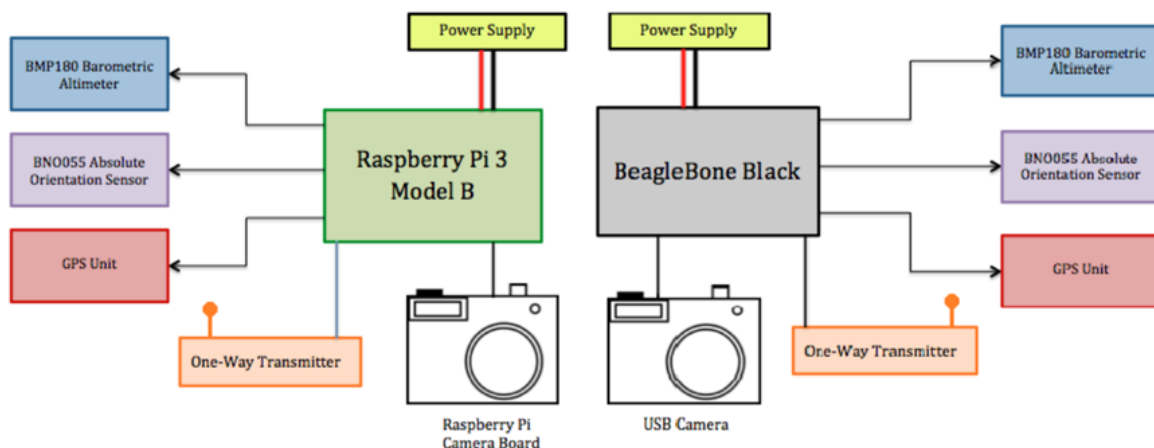 Power Supply
Power Supply
BMP180 Barometric
Altimeter
BMP180 Barometric
Altimeter
Raspberry Pi 3
Model B
BeagleBone Black
BNO055 Absolute
Orientation Sensor
BNO055 Absolute
Orientation Sensor
GPS Unit
GPS Unit
One-Way Transmitter
One-Way Transmitter
Raspberry Pi
Camera Board
USB Camera